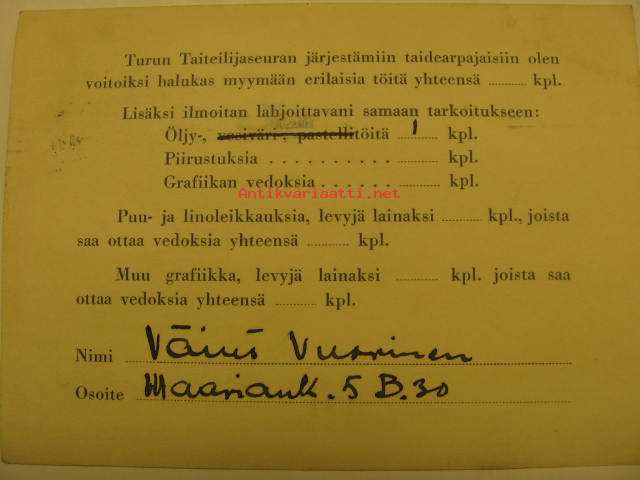 Turun Taiteilijaseuran järjestämiin taidearpajaisiin olen
voitoiksi halukas myymään erilaisia töitä yhteensä ............ kpl.
Lisäksi ilmoitan lahjoittavani samaan tarkoitukseen:
Öljy-, vesiväri-, pastellitöitä 1 kpl.
Piirustuksia .......... kpl.
Grafiikan vedoksia ...... kpl.
Antikvariaatti.net
Puu- ja linoleikkauksia, levyjä lainaksi ............ kpl., joista
saa ottaa vedoksia yhteensä ............ kpl.
Muu grafiikka, levyjä lainaksi ............ kpl. joista saa
ottaa vedoksia yhteensä ............ kpl.
Nimi Väinö Vuorinen
Osoite Maariank. 5 B. 30